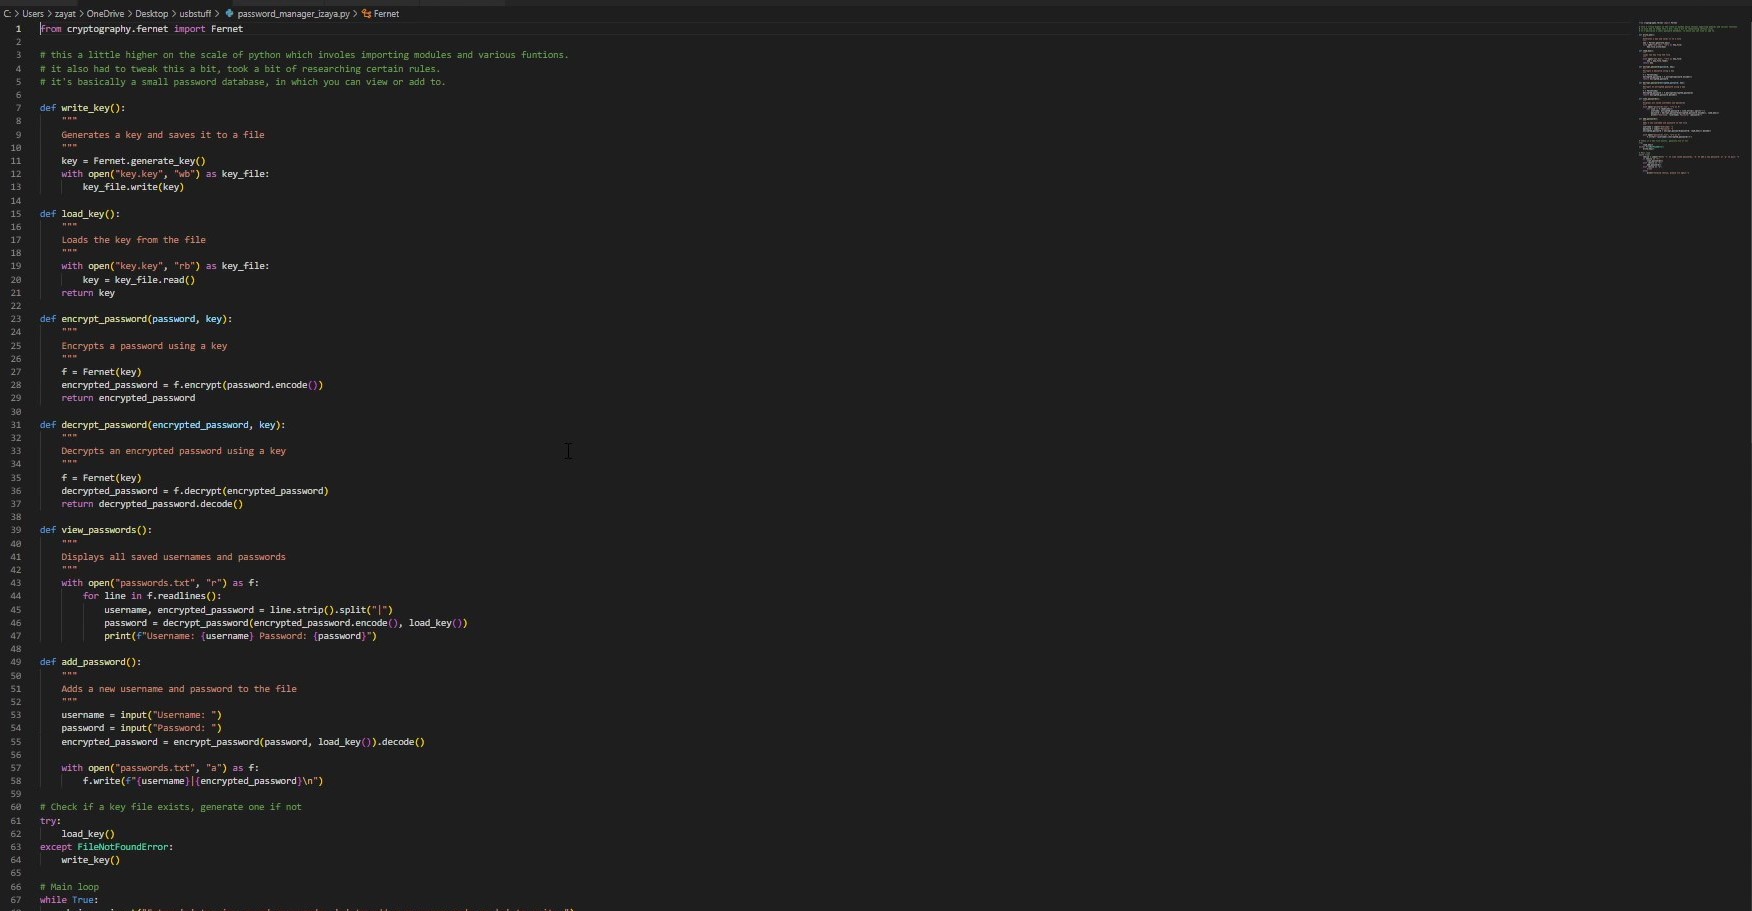 C: > Users > zayat > OneDrive > Desktop > usbstuff > password_manager_izaya.py > Fernet
1 from cryptography.fernet import Fernet
2
3 # this a little higher on the scale of python which involes importing modules and various funtions.
4 # it also had to tweak this a bit, took a bit of researching certain rules.
5 # it's basically a small password database, in which you can view or add to.
6
7 def write_key():
8     """
9     Generates a key and saves it to a file
10     """
11     key = Fernet.generate_key()
12     with open("key.key", "wb") as key_file:
13         key_file.write(key)
14
15 def load_key():
16     """
17     Loads the key from the file
18     """
19     with open("key.key", "rb") as key_file:
20         key = key_file.read()
21     return key
22
23 def encrypt_password(password, key):
24     """
25     Encrypts a password using a key
26     """
27     f = Fernet(key)
28     encrypted_password = f.encrypt(password.encode())
29     return encrypted_password
30
31 def decrypt_password(encrypted_password, key):
32     """
33     Decrypts an encrypted password using a key
34     """
35     f = Fernet(key)
36     decrypted_password = f.decrypt(encrypted_password)
37     return decrypted_password.decode()
38
39 def view_passwords():
40     """
41     Displays all saved usernames and passwords
42     """
43     with open("passwords.txt", "r") as f:
44         for line in f.readlines():
45             username, encrypted_password = line.strip().split("|")
46             password = decrypt_password(encrypted_password.encode(), load_key())
47             print(f"Username: {username} Password: {password}")
48
49 def add_password():
50     """
51     Adds a new username and password to the file
52     """
53     username = input("Username: ")
54     password = input("Password: ")
55     encrypted_password = encrypt_password(password, load_key()).decode()
56
57     with open("passwords.txt", "a") as f:
58         f.write(f"{username}|{encrypted_password}\n")
59
60 # Check if a key file exists, generate one if not
61 try:
62     load_key()
63 except FileNotFoundError:
64     write_key()
65
66 # Main loop
67 while True: